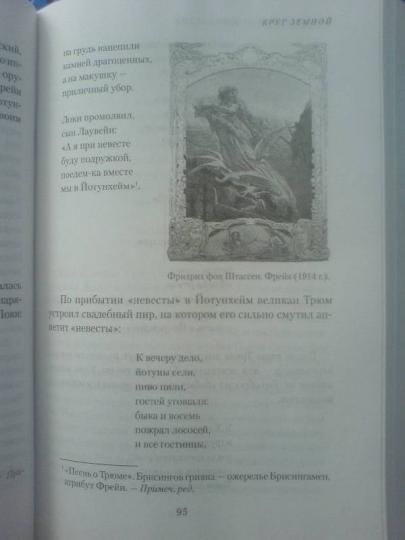 КРУГ ЗЕМНОЙ
на грудь нацепили
камней драгоценных,
а на макушку —
приличный убор.
Локи промолвил,
сын Лаувейи:
«А я при невесте
буду подружкой,
поедем-ка вместе
мы в Йотунхейм»¹.
Фридрих фон Штассен. Фрейя (1914 г.).
По прибытии «невесты» в Йотунхейм великан Трюм
устроил свадебный пир, на котором его сильно смутил ап-
петит «невесты»:
К вечеру дело,
йотуны сели,
пиво пили,
гостей угощали:
быка и восемь
пожрал лососей,
и все гостинцы,
¹ «Песнь о Трюме». Брисингов гривна — ожерелье Брисингамен,
атрибут Фрейи. — Примеч. ред.
95